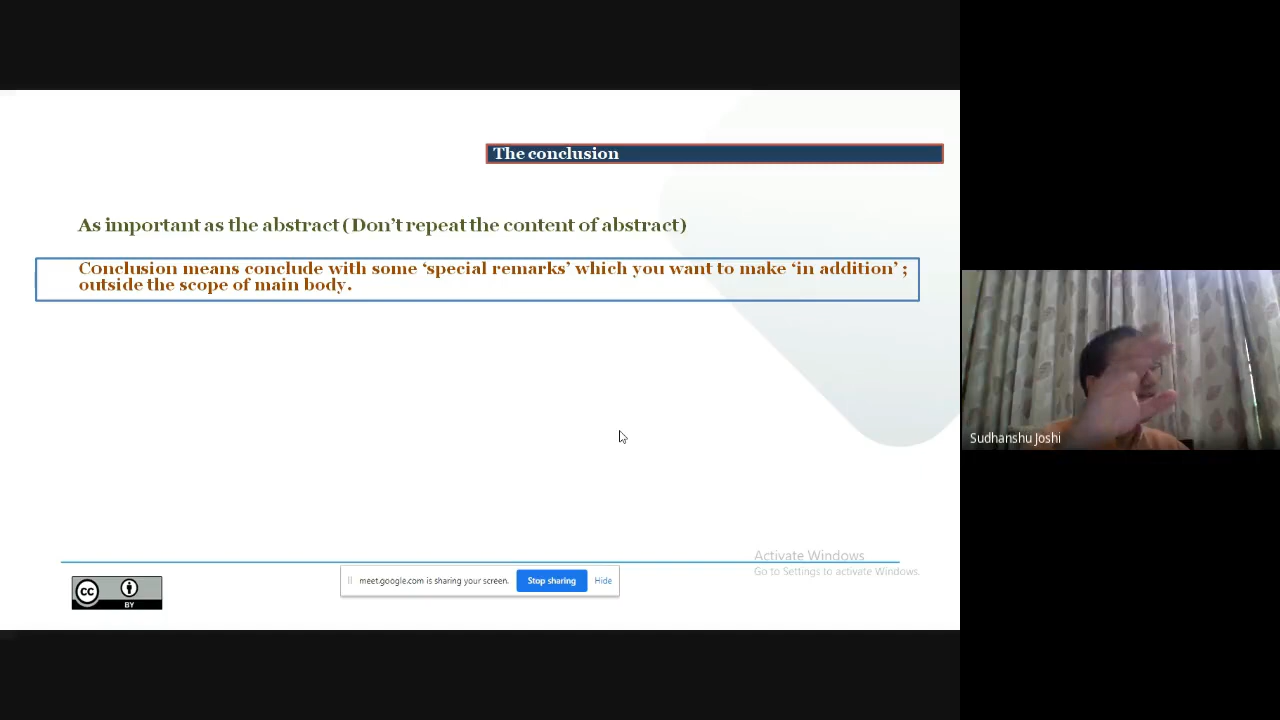 The conclusion
As important as the abstract (Don't repeat the content of abstract)
Conclusion means conclude with some ‘special remarks’ which you want to make ‘in addition’ ;
outside the scope of main body.
Sudhanshu Joshi
Activate Windows
Go to Settings to activate Windows.
meet.google.com is sharing your screen. Stop sharing Hide
cc BY